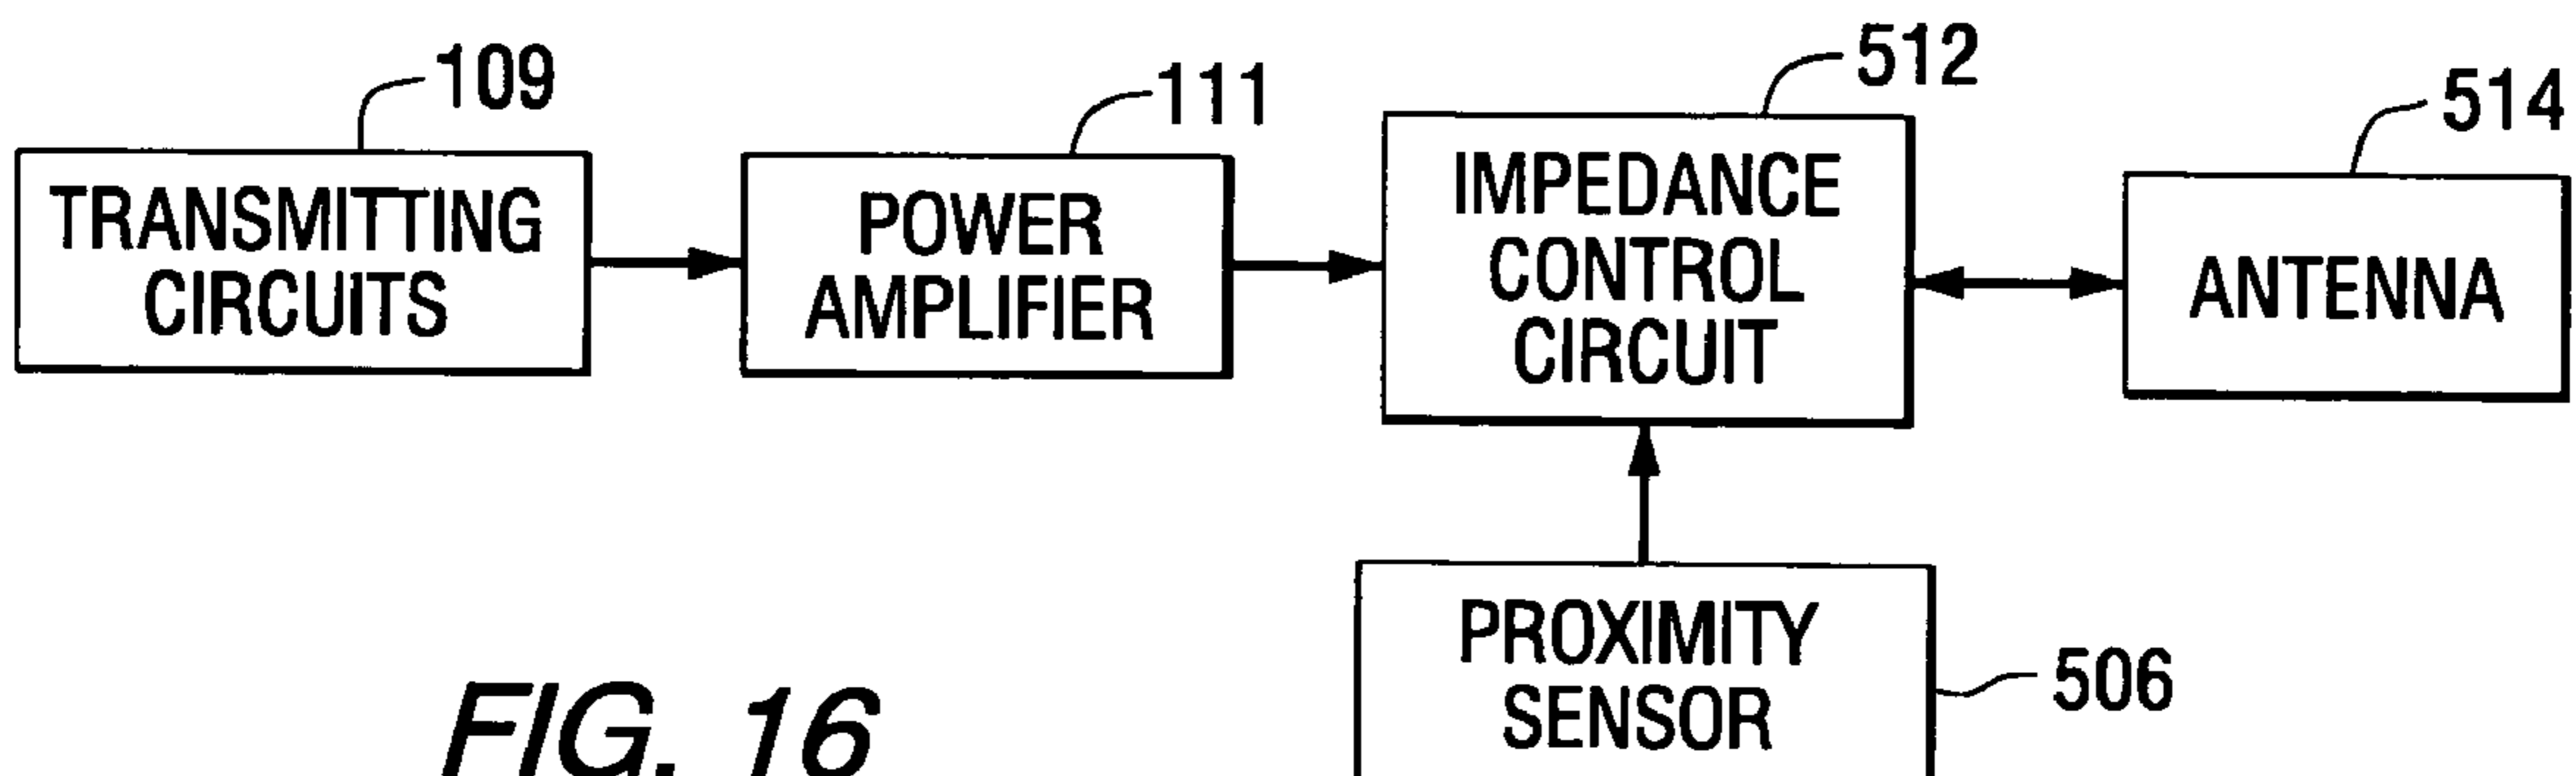 109
111
512
514
TRANSMITTING
CIRCUITS
POWER
AMPLIFIER
IMPEDANCE
CONTROL
CIRCUIT
ANTENNA
PROXIMITY
SENSOR
506
FIG. 16